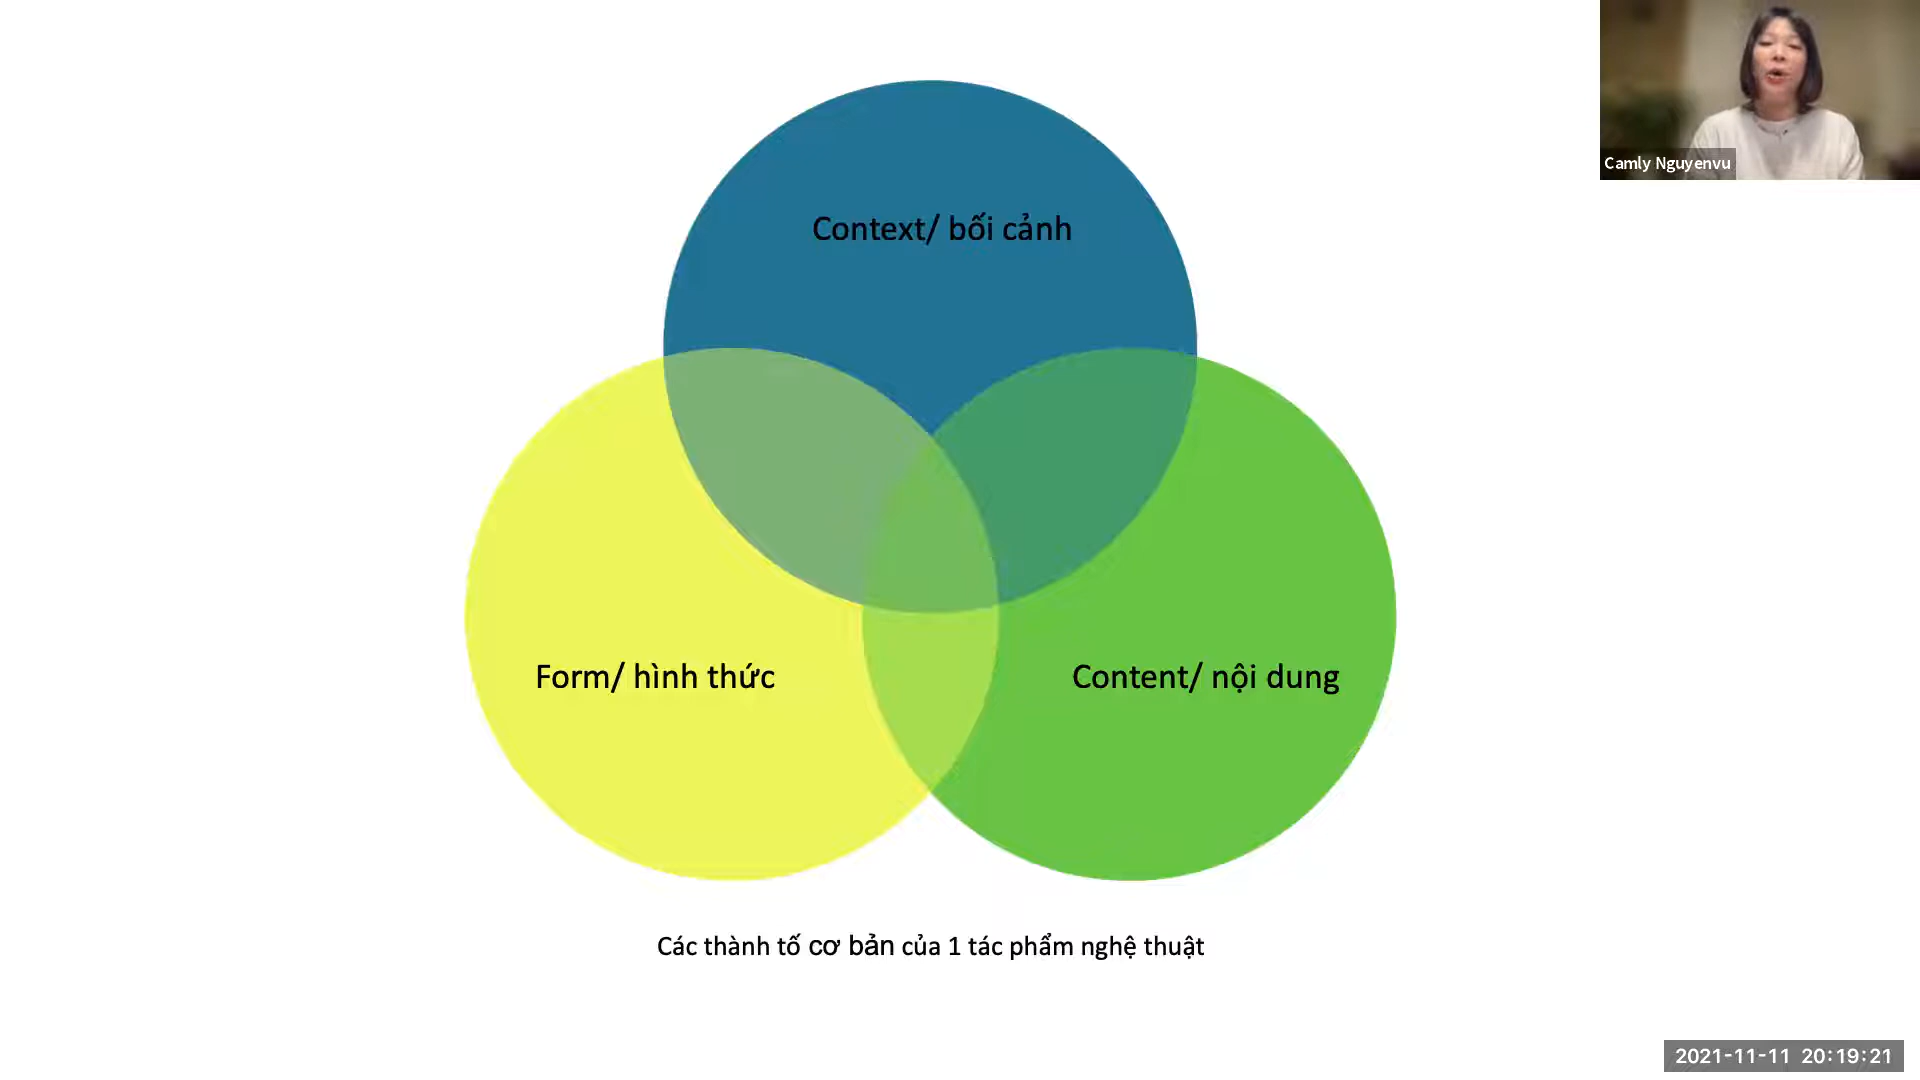 Camly Nguyenvu
Context/ bối cảnh
Form/ hình thức
Content/ nội dung
Các thành tố cơ bản của 1 tác phẩm nghệ thuật
2021-11-11 20:19:21